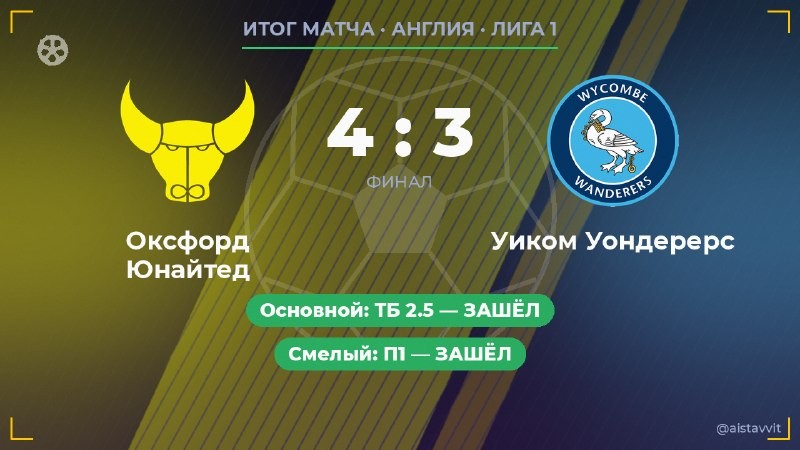 ИТОГ МАТЧА · АНГЛИЯ · ЛИГА 1
4 : 3
ФИНАЛ
WYCOMBE
WANDERERS
Оксфорд
Юнайтед
Уиком Уондерерс
Основной: ТБ 2.5 — ЗАШЁЛ
Смелый: П1 — ЗАШЁЛ
@aistavvit